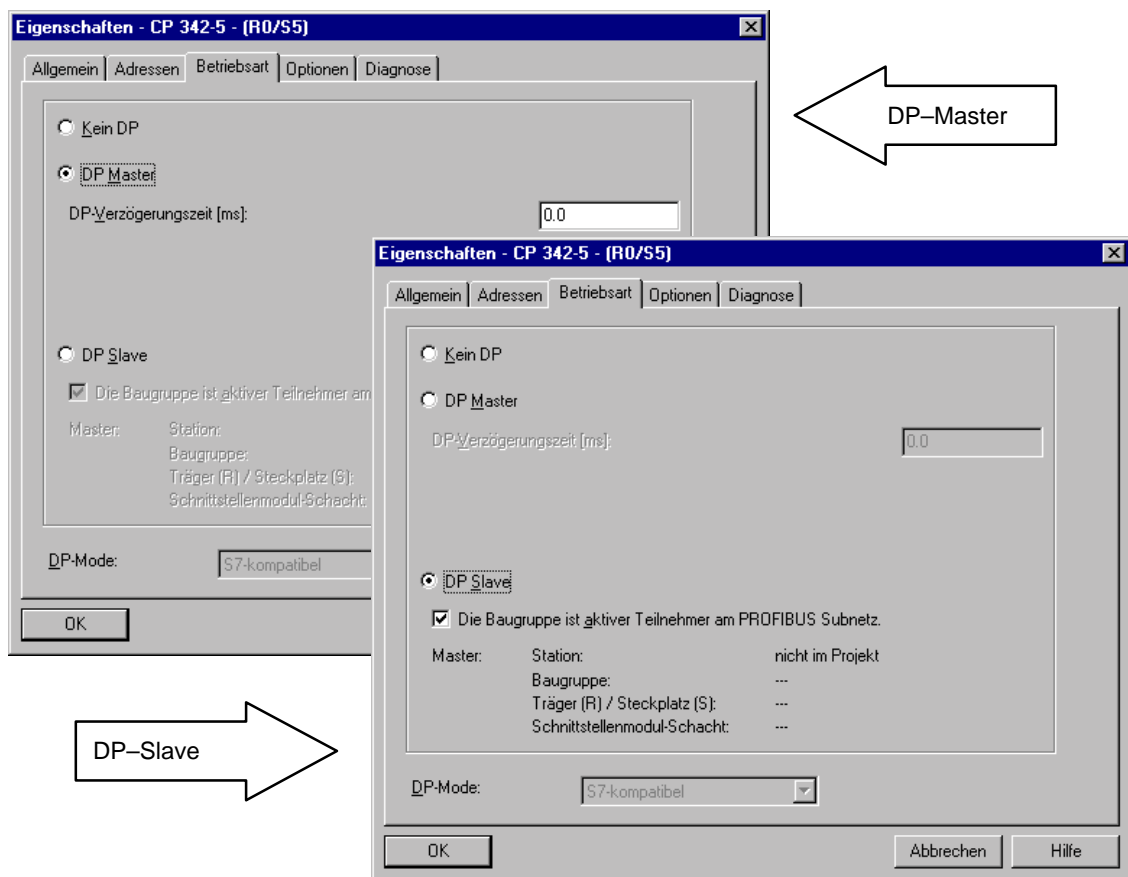 Eigenschaften - CP 342-5 - (R0/S5)
Allgemein Adressen Betriebsart Optionen Diagnose
Kein DP
DP Master
DP-Verzögerungszeit [ms]: 0.0
DP Slave
Die Baugruppe ist aktiver Teilnehmer am
Master: Station:
Baugruppe:
Träger (R) / Steckplatz (S):
Schnittstellenmodul-Schacht:
DP-Mode: S7-kompatibel
OK
DP–Master
Eigenschaften - CP 342-5 - (R0/S5)
Allgemein Adressen Betriebsart Optionen Diagnose
Kein DP
DP Master
DP-Verzögerungszeit [ms]: 0.0
DP Slave
Die Baugruppe ist aktiver Teilnehmer am PROFIBUS Subnetz.
Master: Station: nicht im Projekt
Baugruppe: ---
Träger (R) / Steckplatz (S): ---
Schnittstellenmodul-Schacht: ---
DP-Mode: S7-kompatibel
OK Abbrechen Hilfe
DP–Slave